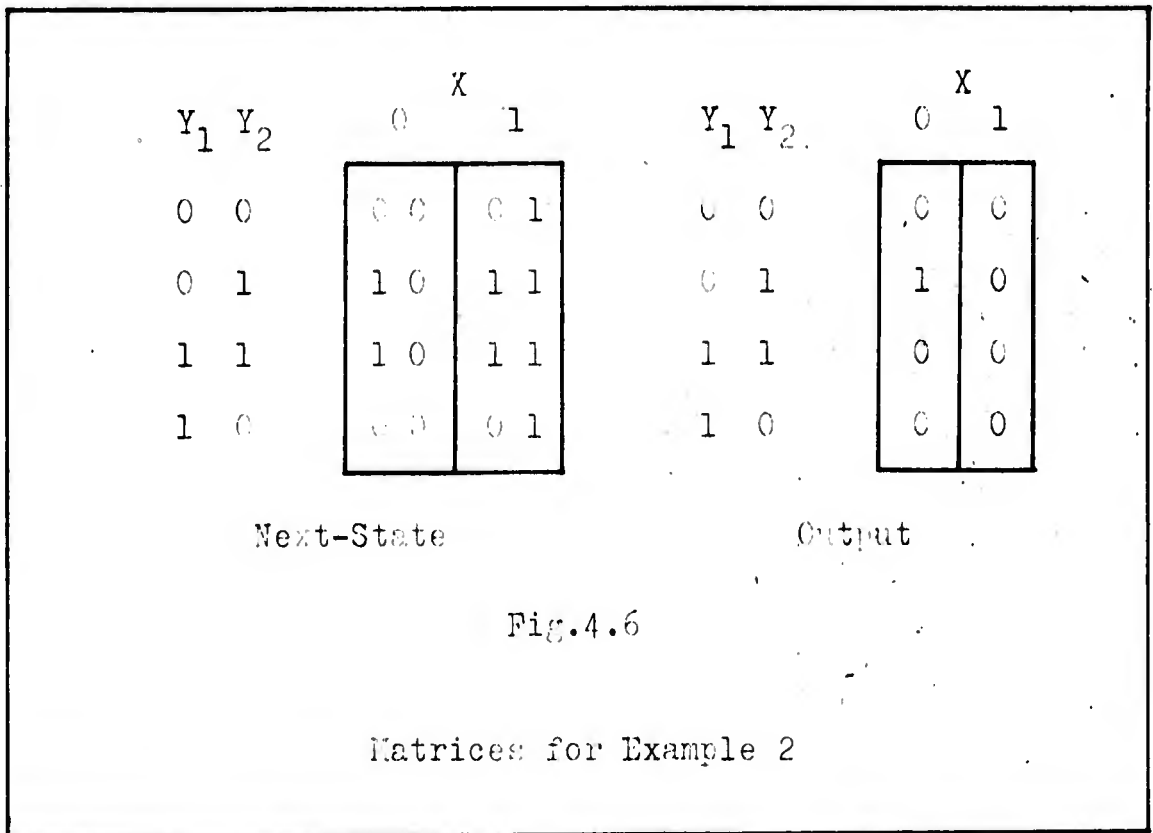 X X
Y1 Y2 0 1 Y1 Y2 0 1
0 0 0 0 0 1 0 0 0 0
0 1 1 0 1 1 0 1 1 0
1 1 1 0 1 1 1 1 0 0
1 0 0 0 0 1 1 0 0 0
Next-State Output
Fig.4.6
Matrices for Example 2